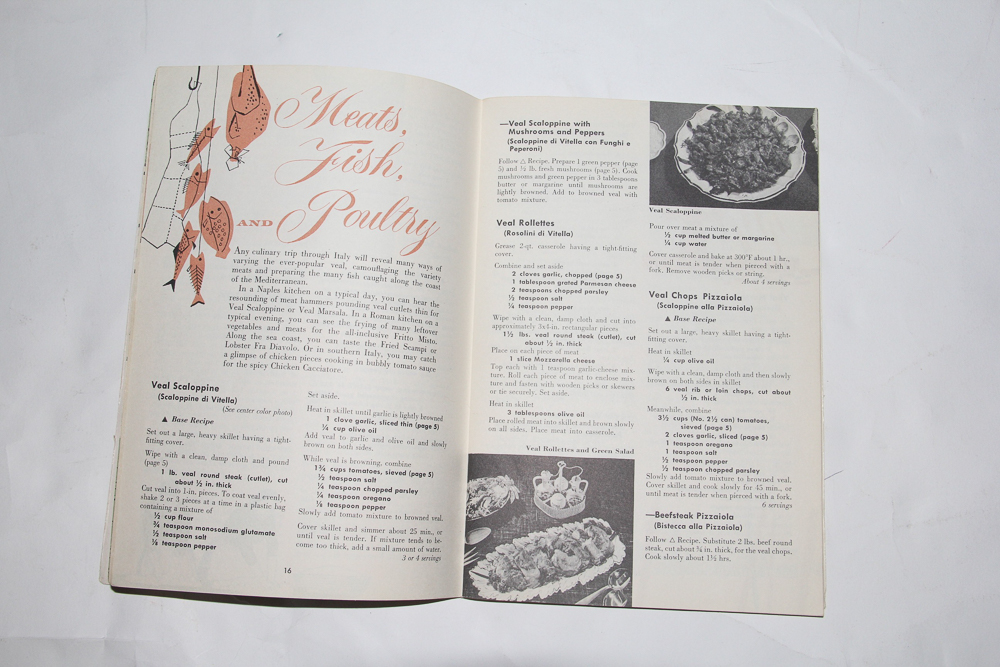 Meats,
Fish,
AND Poultry
Any culinary trip through Italy will reveal many ways of
varying the ever-popular veal, camouflaging the variety
meats and preparing the many fish caught along the coast
of the Mediterranean.
In a Naples kitchen on a typical day, you can hear the
resounding of meat hammers pounding veal cutlets thin for
Veal Scaloppine or Veal Marsala. In a Roman kitchen on a
typical evening, you can see the frying of many leftover
vegetables and meats for the all-inclusive Fritto Misto.
Along the sea coast, you can taste the Fried Scampi or
Lobster Fra Diavolo. Or in southern Italy, you may catch
a glimpse of chicken pieces cooking in bubbly tomato sauce
for the spicy Chicken Cacciatore.
Veal Scaloppine
(Scaloppine di Vitella)
(See center color photo)
▲ Base Recipe
Set out a large, heavy skillet having a tight-
fitting cover.
Wipe with a clean, damp cloth and pound
(page 5)
1 lb. veal round steak (cutlet), cut
about ½ in. thick
Cut veal into 1-in. pieces. To coat veal evenly,
shake 2 or 3 pieces at a time in a plastic bag
containing a mixture of
½ cup flour
¾ teaspoon monosodium glutamate
½ teaspoon salt
⅛ teaspoon pepper
Set aside.
Heat in skillet until garlic is lightly browned
1 clove garlic, sliced thin (page 5)
¼ cup olive oil
Add veal to garlic and olive oil and slowly
brown on both sides.
While veal is browning, combine
1¾ cups tomatoes, sieved (page 5)
½ teaspoon salt
¼ teaspoon chopped parsley
¼ teaspoon oregano
⅛ teaspoon pepper
Slowly add tomato mixture to browned veal.
Cover skillet and simmer about 25 min., or
until veal is tender. If mixture tends to be-
come too thick, add a small amount of water.
3 or 4 servings
16
—Veal Scaloppine with
Mushrooms and Peppers
(Scaloppine di Vitella con Funghi e
Peperoni)
Follow △ Recipe. Prepare 1 green pepper (page
5) and ½ lb. fresh mushrooms (page 5). Cook
mushrooms and green pepper in 3 tablespoons
butter or margarine until mushrooms are
lightly browned. Add to browned veal with
tomato mixture.
Veal Rollettes
(Rosolini di Vitello)
Grease 2-qt. casserole having a tight-fitting
cover.
Combine and set aside
2 cloves garlic, chopped (page 5)
1 tablespoon grated Parmesan cheese
2 teaspoons chopped parsley
½ teaspoon salt
⅛ teaspoon pepper
Wipe with a clean, damp cloth and cut into
approximately 5x4-in. rectangular pieces
1½ lbs. veal round steak (cutlet), cut
about ½ in. thick
Place on each piece of meat
1 slice Mozzarella cheese
Top each with 1 teaspoon garlic-cheese mix-
ture. Roll each piece of meat to enclose mix-
ture and fasten with wooden picks or skewers
or tie securely. Set aside.
Heat in skillet
3 tablespoons olive oil
Place rolled meat into skillet and brown slowly
on all sides. Place meat into casserole.
Veal Rollettes and Green Salad
Veal Scaloppine
Pour over meat a mixture of
½ cup melted butter or margarine
¼ cup water
Cover casserole and bake at 300°F about 1 hr.,
or until meat is tender when pierced with a
fork. Remove wooden picks or string.
About 4 servings
Veal Chops Pizzaiola
(Scaloppine alla Pizzaiola)
▲ Base Recipe
Set out a large, heavy skillet having a tight-
fitting cover.
Heat in skillet
¼ cup olive oil
Wipe with a clean, damp cloth and then slowly
brown on both sides in skillet
6 veal rib or loin chops, cut about
½ in. thick
Meanwhile, combine
3½ cups (No. 2½ can) tomatoes,
sieved (page 5)
2 cloves garlic, sliced (page 5)
1 teaspoon oregano
1 teaspoon salt
½ teaspoon pepper
½ teaspoon chopped parsley
Slowly add tomato mixture to browned veal.
Cover skillet and cook slowly for 45 min., or
until meat is tender when pierced with a fork.
6 servings
—Beefsteak Pizzaiola
(Bistecca alla Pizzaiola)
Follow △ Recipe. Substitute 2 lbs. beef round
steak, cut about ¾ in. thick, for the veal chops.
Cook slowly about 1½ hrs.